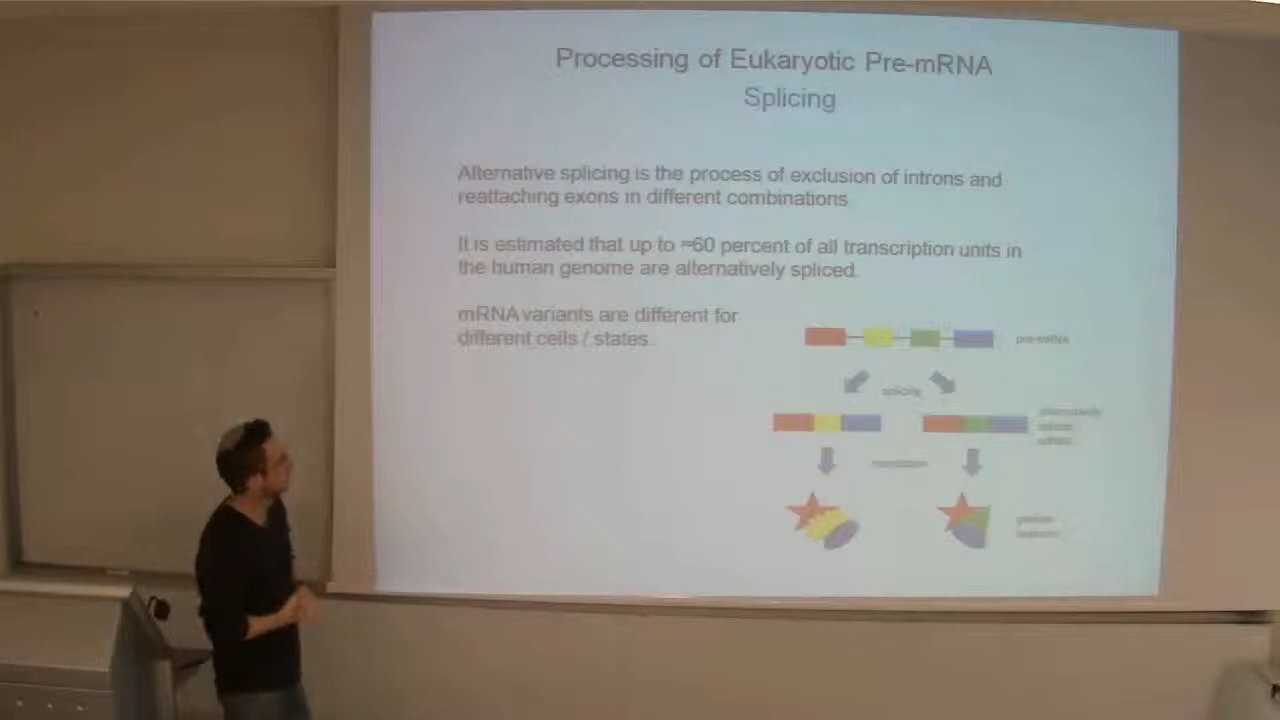 Processing of Eukaryotic Pre-mRNA
Splicing
Alternative splicing is the process of exclusion of introns and
reattaching exons in different combinations.
It is estimated that up to ≈60 percent of all transcription units in
the human genome are alternatively spliced.
mRNA variants are different for
different cells / states.
pre-mRNA
splicing